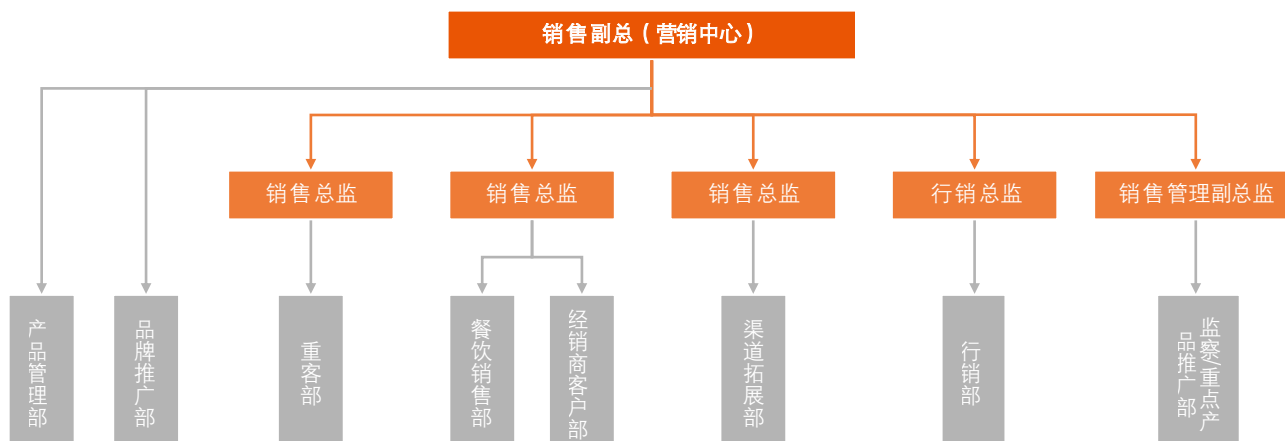 销售副总（营销中心）
销售总监
销售总监
销售总监
行销总监
销售管理副总监
产品管理部
品牌推广部
重客部
餐饮销售部
经销商客户部
渠道拓展部
行销部
监察/重点产
品推广部